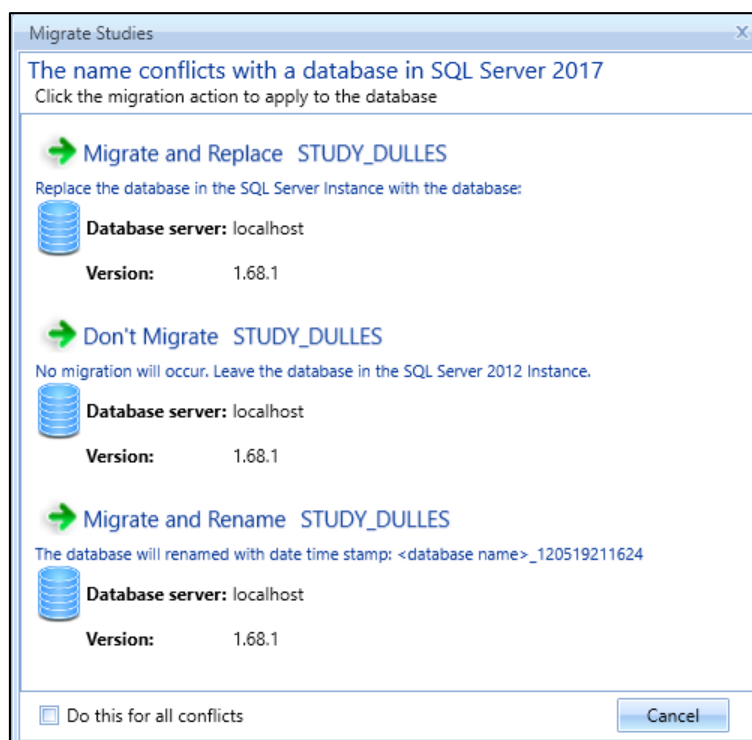 Migrate Studies
X
The name conflicts with a database in SQL Server 2017
Click the migration action to apply to the database
Migrate and Replace STUDY_DULLES
Replace the database in the SQL Server Instance with the database:
Database server: localhost
Version: 1.68.1
Don't Migrate STUDY_DULLES
No migration will occur. Leave the database in the SQL Server 2012 Instance.
Database server: localhost
Version: 1.68.1
Migrate and Rename STUDY_DULLES
The database will renamed with date time stamp: <database name>_120519211624
Database server: localhost
Version: 1.68.1
Do this for all conflicts
Cancel